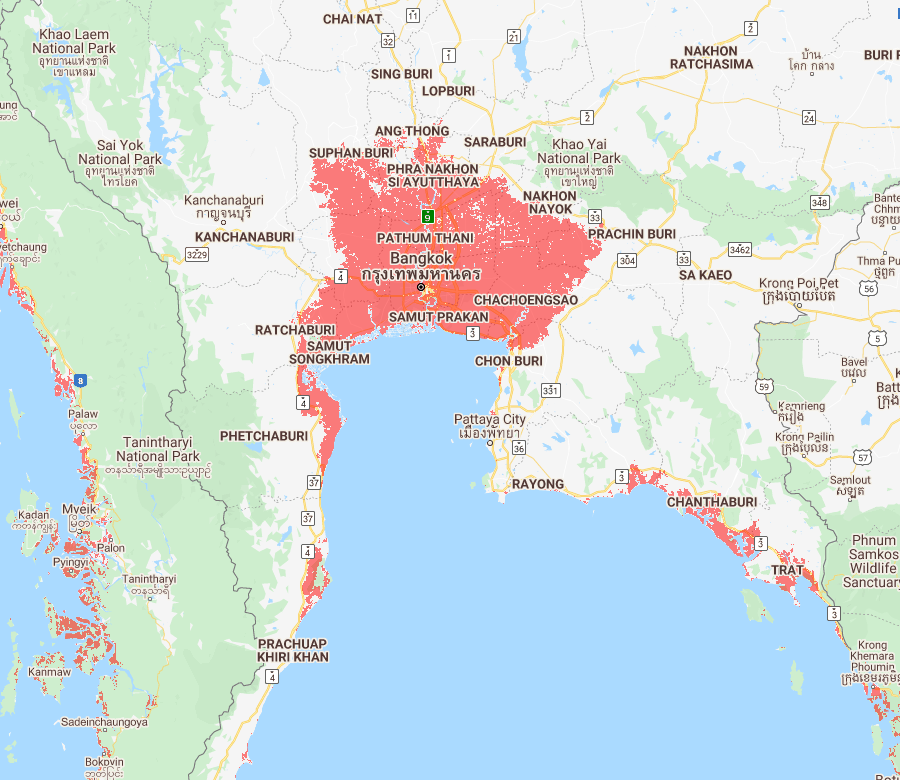 CHAI NAT
11
32
1
21
2
Khao Laem
National Park
อุทยานแห่งชาติ
เขาแหลม
NAKHON
RATCHASIMA
บ้าน
โคก กลาง
BURI
SING BURI
LOPBURI
2
24
ANG THONG
SARABURI
SUPHAN BURI
Sai Yok
National Park
อุทยานแห่งชาติ
ไทรโยค
Khao Yai
National Park
อุทยานแห่งชาติ
เขาใหญ่
PHRA NAKHON
SI AYUTTHAYA
NAKHON
NAYOK
Kanchanaburi
กาญจนบุรี
KANCHANABURI
3229
9
33
348
PATHUM THANI
PRACHIN BURI
Bangkok
กรุงเทพมหานคร
304
33
3462
SA KAEO
Thma Pu
56
4
Krong Poi Pet
ក្រុងប៉ោយប៉ែត
CHACHOENGSAO
SAMUT PRAKAN
RATCHABURI
3
5
SAMUT
SONGKHRAM
CHON BURI
Bavel
បវេល
8
331
59
4
Palaw
Pattaya City
เมืองพัทยา
Kamrieng
PHETCHABURI
Krong Pailin
36
57
Tanintharyi
National Park
37
RAYONG
3
Samlout
CHANTHABURI
Mveik
Kadan
37
Palon
4
3
Pyingyi
Phnum
Samkos
Wildlife
Sanctuary
TRAT
Tanintharyi
3
PRACHUAP
KHIRI KHAN
4
Krong
Khemara
Phoumin
Kanmaw
Sadeinchaungoya
Bokpyin